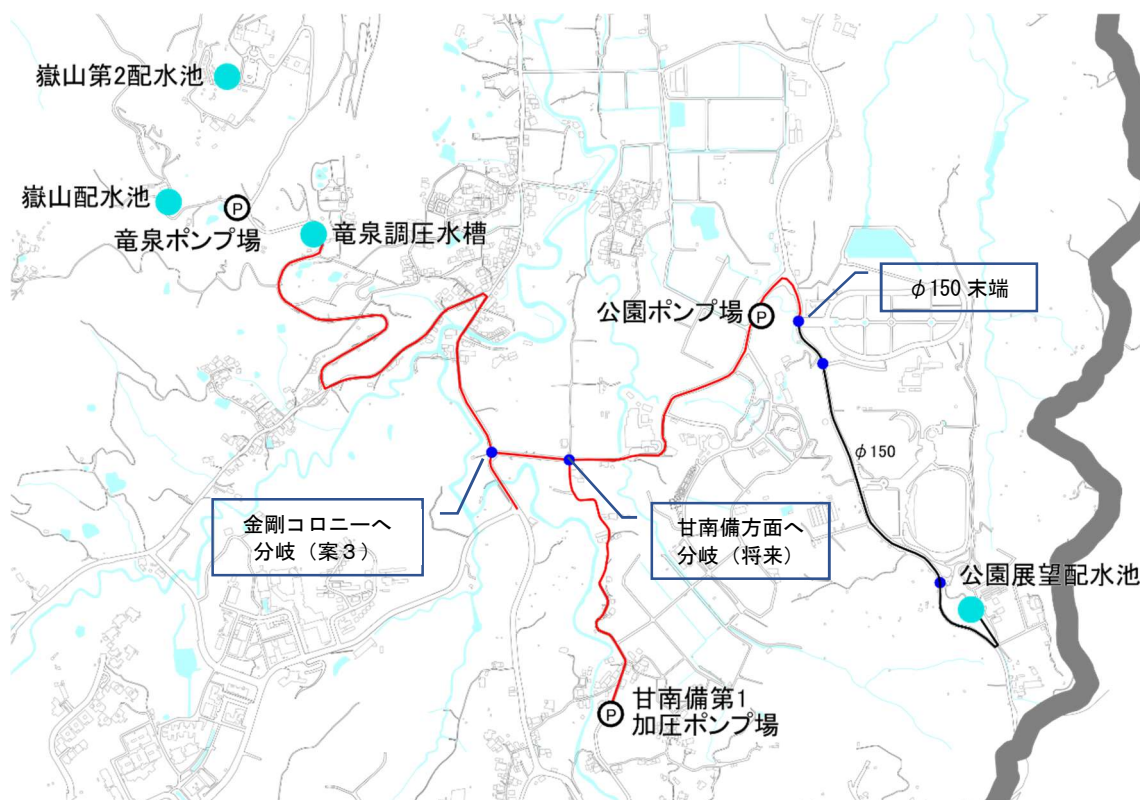 嶽山第2配水池
嶽山配水池
P
竜泉ポンプ場
竜泉調圧水槽
φ150 末端
公園ポンプ場
P
φ150
金剛コロニーへ
分岐（案３）
甘南備方面へ
分岐（将来）
公園展望配水池
P
甘南備第1
加圧ポンプ場